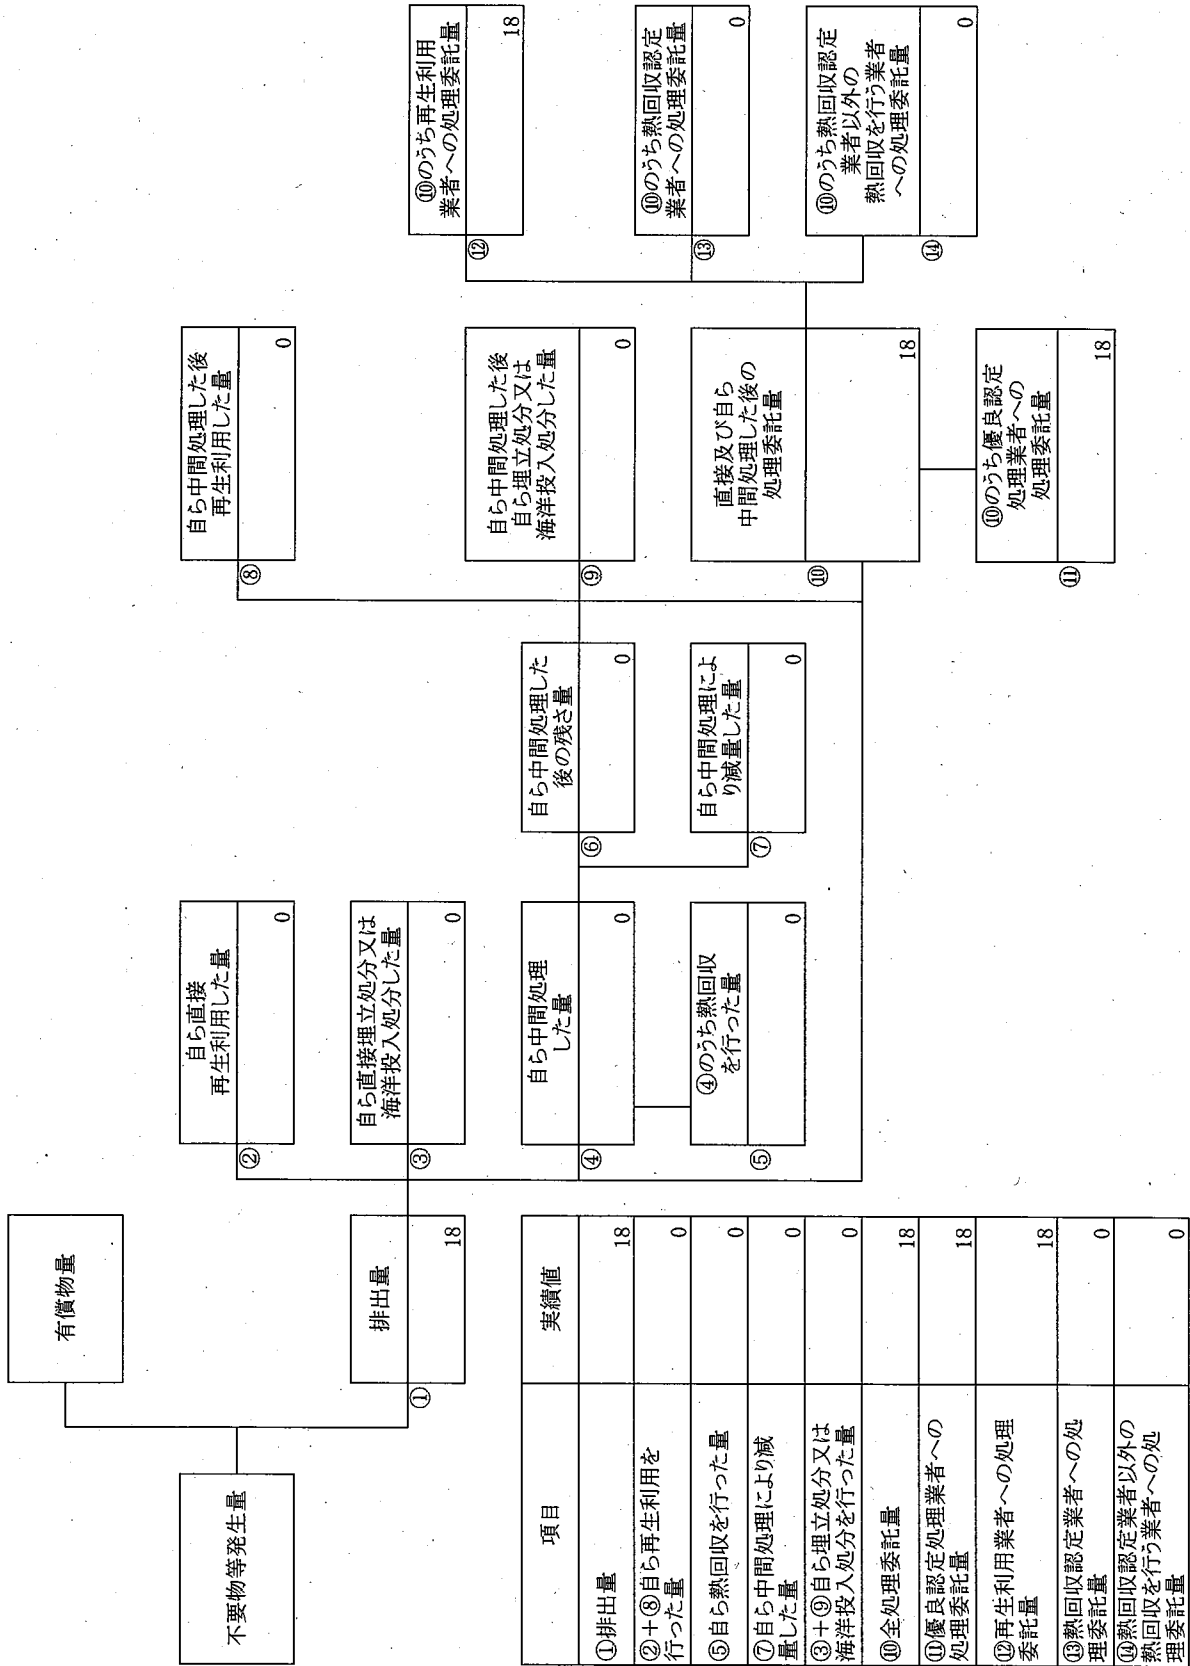 不要物等発生量
有償物量
排出量
①
18
自ら直接
再生利用した量
②
0
自ら直接埋立処分又は
海洋投入処分した量
③
0
自ら中間処理
した量
④
0
④のうち熱回収
を行った量
⑤
0
自ら中間処理した
後の残さ量
⑥
0
自ら中間処理によ
り減量した量
⑦
0
自ら中間処理した後
再生利用した量
⑧
0
自ら中間処理した後
自ら埋立処分又は
海洋投入処分した量
⑨
0
直接及び自ら
中間処理した後の
処理委託量
⑩
18
⑩のうち優良認定
処理業者への
処理委託量
⑪
18
⑩のうち再生利用
業者への処理委託量
⑫
18
⑩のうち熱回収認定
業者への処理委託量
⑬
0
⑩のうち熱回収認定
業者以外の
熱回収を行う業者
への処理委託量
⑭
0
項目 実績値
①排出量 18
②+⑧自ら再生利用を
行った量 0
⑤自ら熱回収を行った量 0
⑦自ら中間処理により減
量した量 0
③+⑨自ら埋立処分又は
海洋投入処分を行った量 0
⑩全処理委託量 18
⑪優良認定処理業者への
処理委託量 18
⑫再生利用業者への処理
委託量 18
⑬熱回収認定業者への処
理委託量 0
⑭熱回収認定業者以外の
熱回収を行う業者への処
理委託量 0